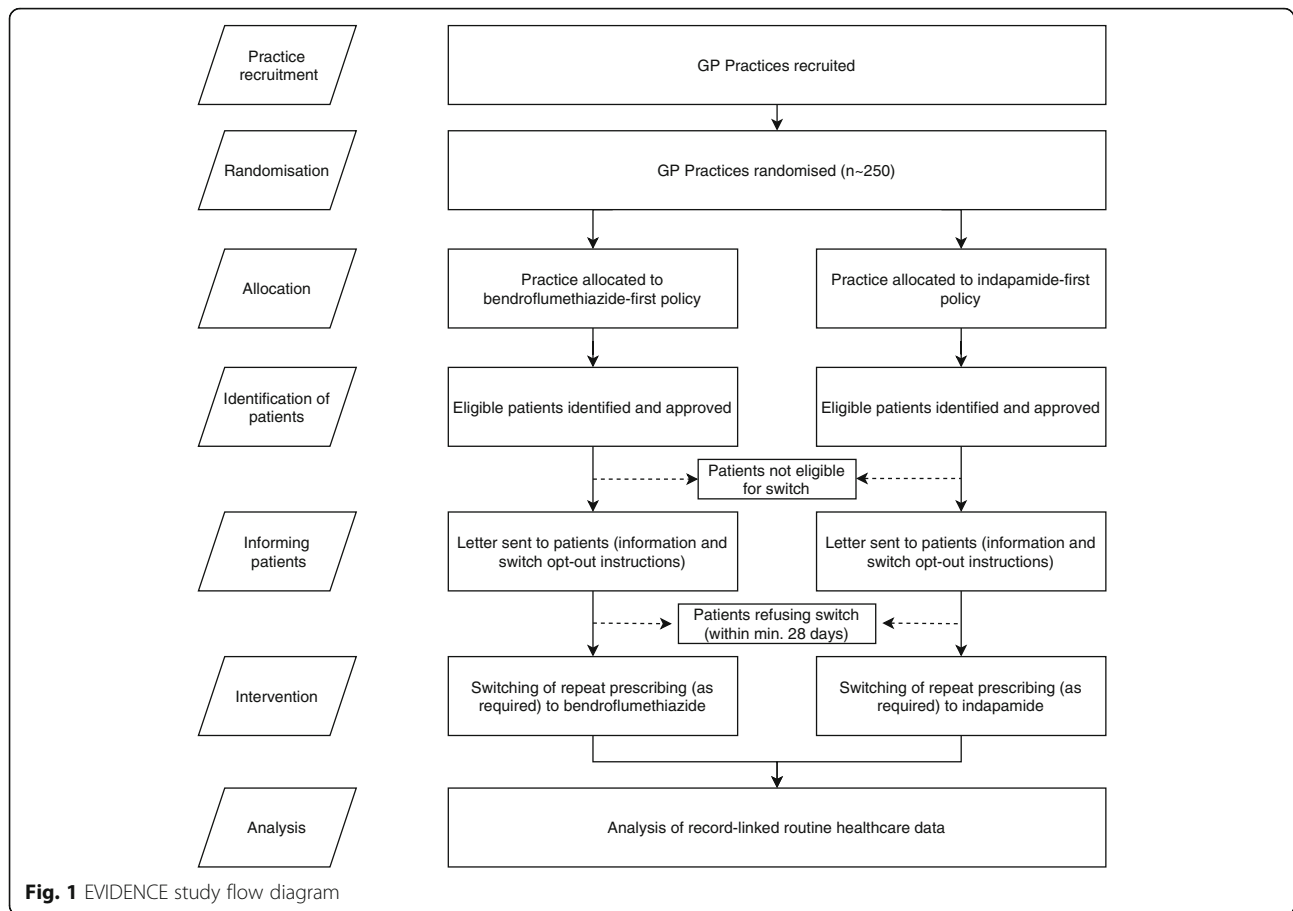 Practice
recruitment
GP Practices recruited
Randomisation
GP Practices randomised (n~250)
Allocation
Practice allocated to
bendroflumethiazide-first policy
Practice allocated to indapamide-first
policy
Identification of
patients
Eligible patients identified and approved
Eligible patients identified and approved
Patients not eligible
for switch
Informing
patients
Letter sent to patients (information and
switch opt-out instructions)
Letter sent to patients (information and
switch opt-out instructions)
Patients refusing switch
(within min. 28 days)
Intervention
Switching of repeat prescribing (as
required) to bendroflumethiazide
Switching of repeat prescribing (as
required) to indapamide
Analysis
Analysis of record-linked routine healthcare data
Fig. 1 EVIDENCE study flow diagram